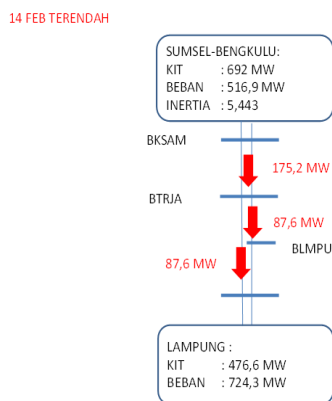 14 FEB TERENDAH
SUMSEL-BENGKULU:
KIT : 692 MW
BEBAN : 516,9 MW
INERTIA : 5,443
BKSAM
175,2 MW
BTRJA
87,6 MW
BLMPU
87,6 MW
LAMPUNG :
KIT : 476,6 MW
BEBAN : 724,3 MW